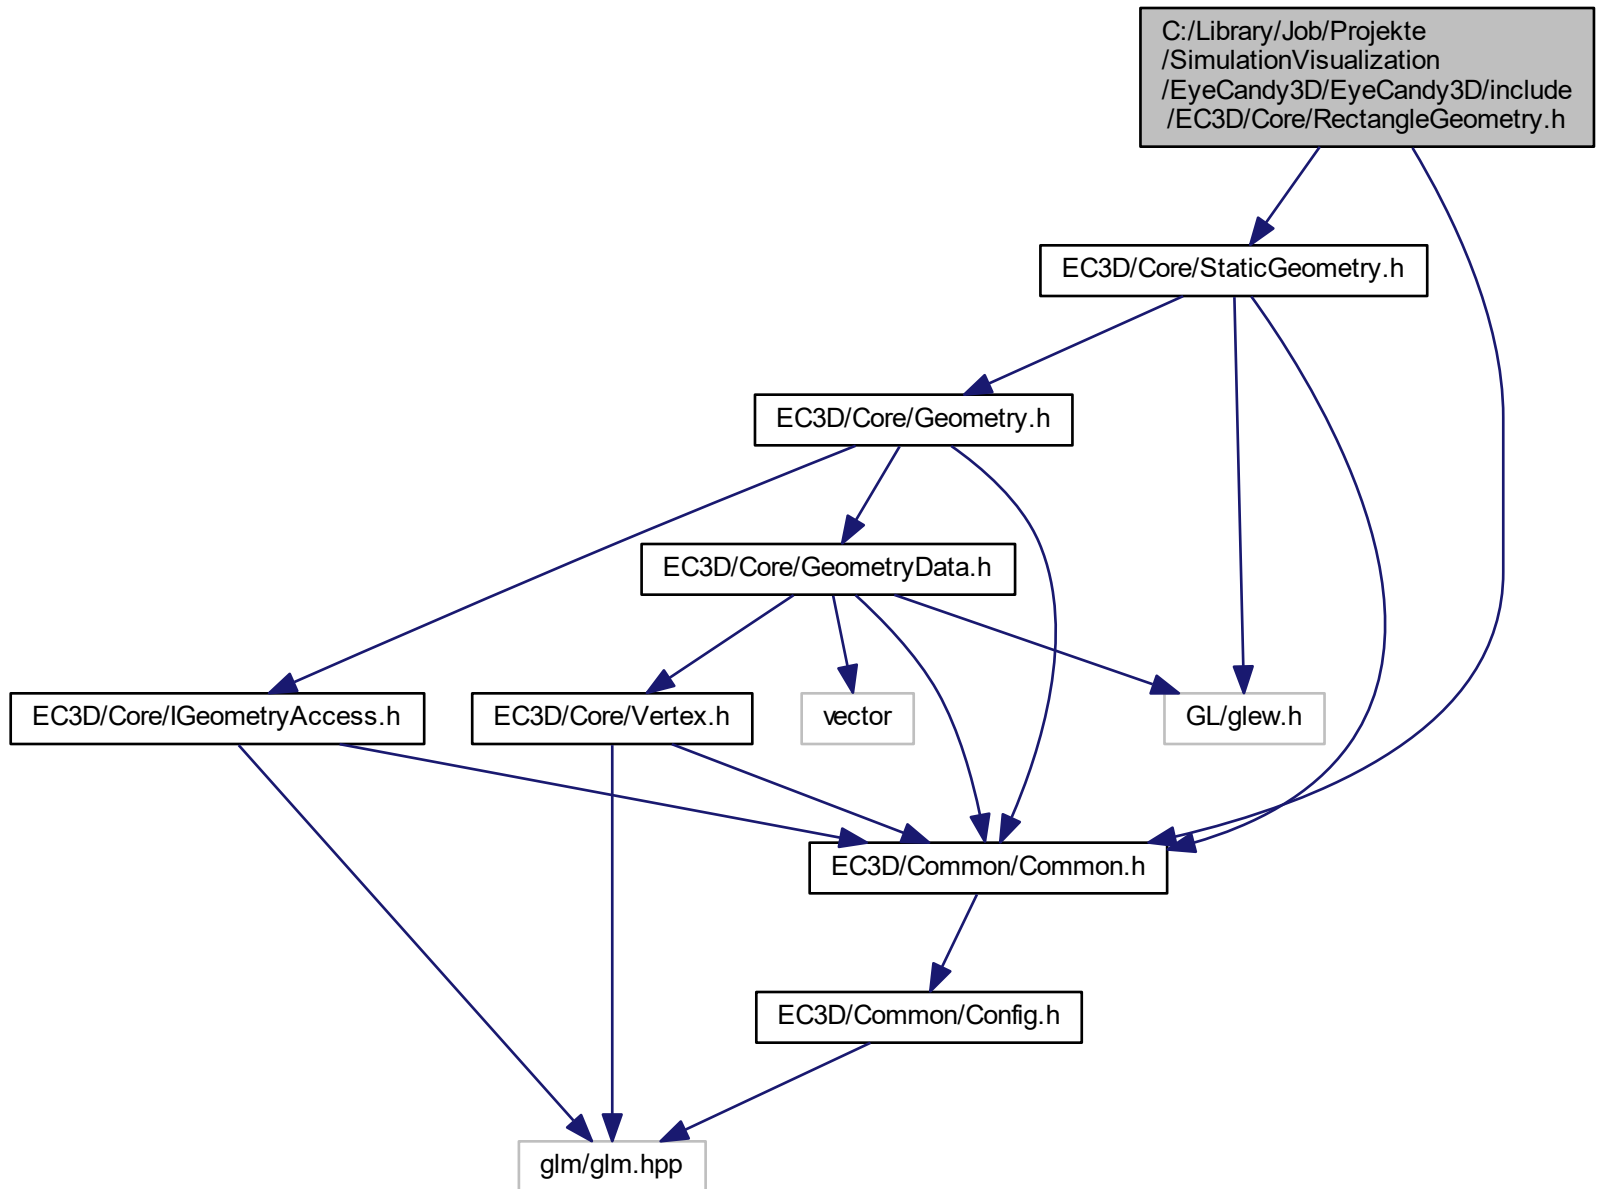 C:/Library/Job/Projekte
/SimulationVisualization
/EyeCandy3D/EyeCandy3D/include
/EC3D/Core/RectangleGeometry.h
EC3D/Core/StaticGeometry.h
EC3D/Core/Geometry.h
EC3D/Core/GeometryData.h
EC3D/Core/IGeometryAccess.h
EC3D/Core/Vertex.h
vector
GL/glew.h
EC3D/Common/Common.h
EC3D/Common/Config.h
glm/glm.hpp